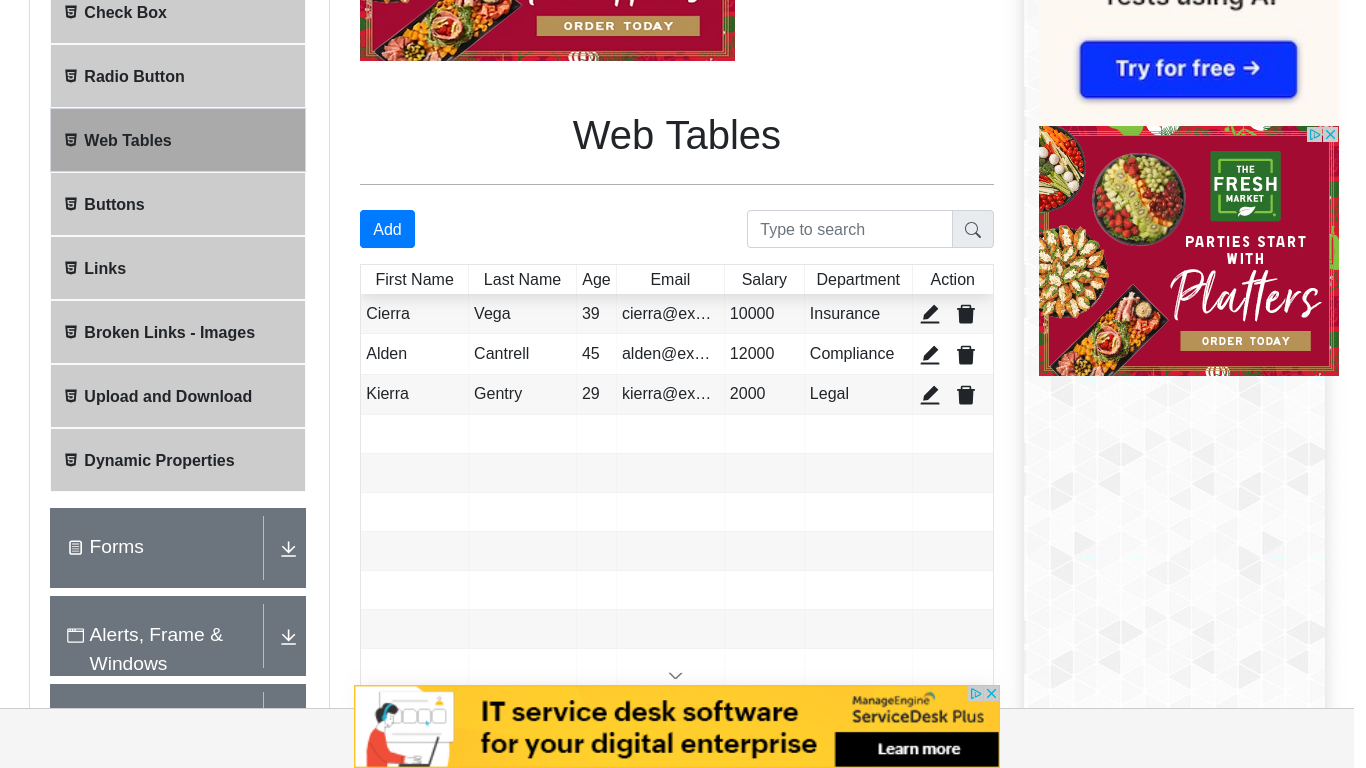 Check Box
Radio Button
Web Tables
Buttons
Links
Broken Links - Images
Upload and Download
Dynamic Properties
Forms
Alerts, Frame &
Windows
ORDER TODAY
Web Tables
Add
Type to search
First Name Last Name Age Email Salary Department Action
Cierra Vega 39 cierra@ex… 10000 Insurance
Alden Cantrell 45 alden@ex… 12000 Compliance
Kierra Gentry 29 kierra@ex… 2000 Legal
IT service desk software
for your digital enterprise
ManageEngine
ServiceDesk Plus
Learn more
Tests using AI
Try for free →
THE
FRESH
MARKET
PARTIES START
WITH
Platters
ORDER TODAY